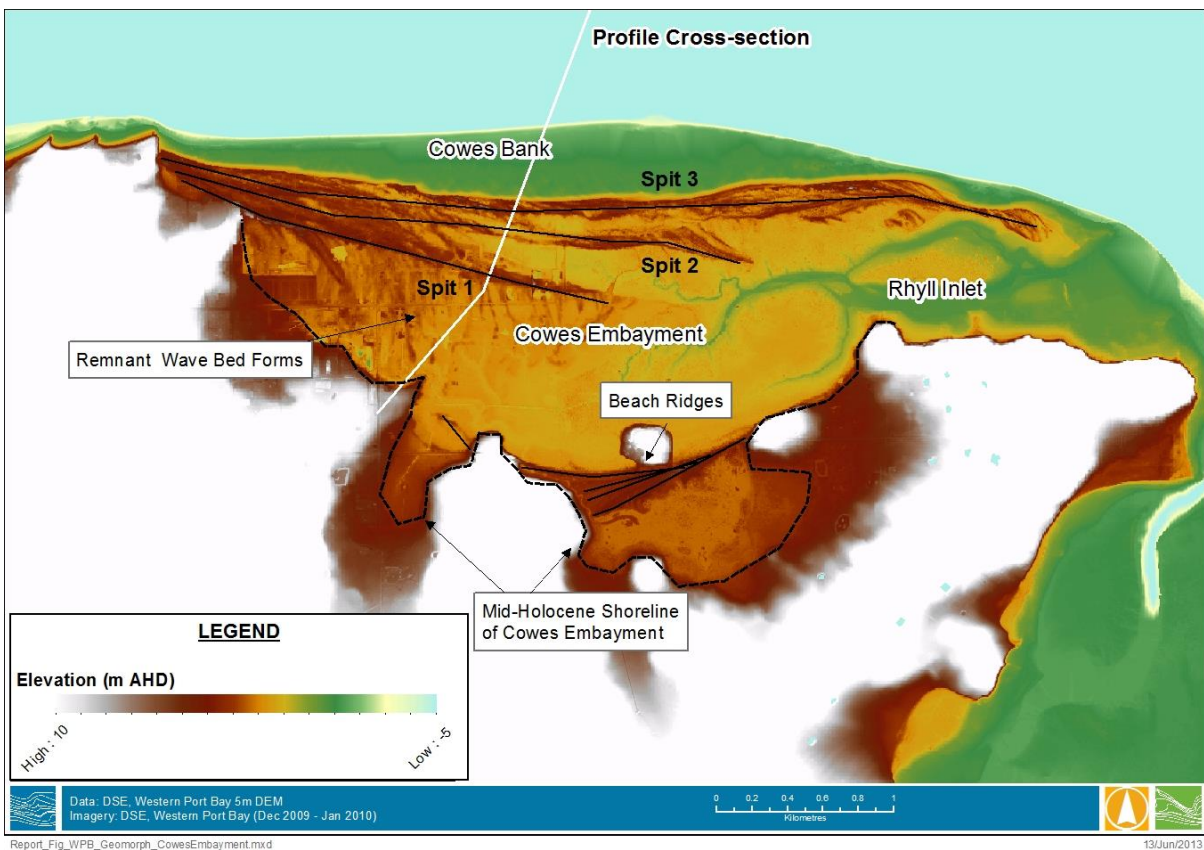 Profile Cross-section
Cowes Bank
Spit 3
Spit 2
Spit 1
Rhyll Inlet
Cowes Embayment
Remnant Wave Bed Forms
Beach Ridges
Mid-Holocene Shoreline
of Cowes Embayment
LEGEND
Elevation (m AHD)
High : 10
Low : -5
Data: DSE, Western Port Bay 5m DEM
Imagery: DSE, Western Port Bay (Dec 2009 - Jan 2010)
0 0.2 0.4 0.6 0.8 1
Kilometres
Report_Fig_WPB_Geomorph_CowesEmbayment.mxd
13/Jun/2013